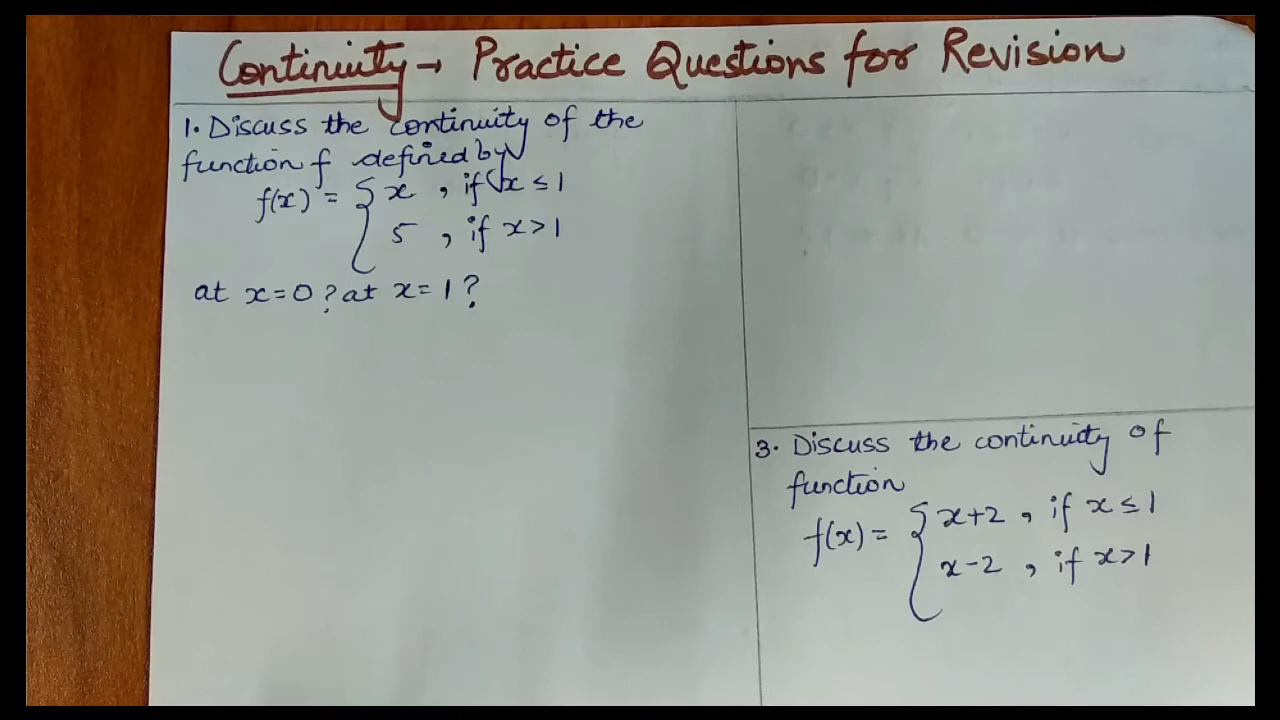 Continuity → Practice Questions for Revision
1. Discuss the continuity of the
function f defined by
f(x) = { x , if x ≤ 1
5 , if x > 1
at x=0? at x=1?
3. Discuss the continuity of
function
f(x) = { x+2 , if x ≤ 1
x-2 , if x > 1